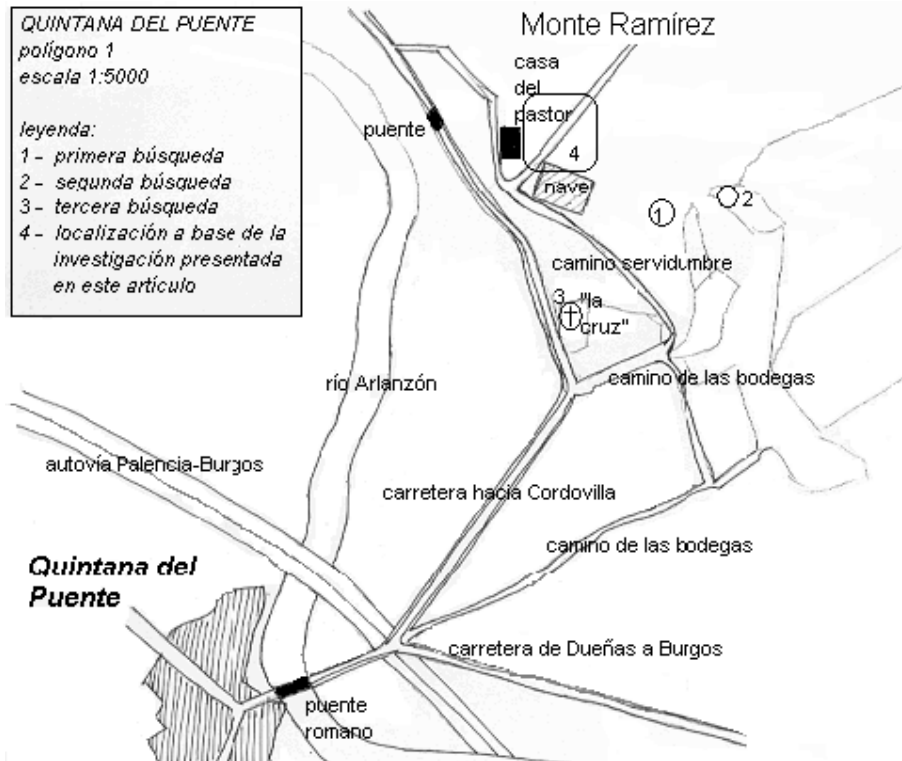 QUINTANA DEL PUENTE
polígono 1
escala 1:5000
leyenda:
1 - primera búsqueda
2 - segunda búsqueda
3 - tercera búsqueda
4 - localización a base de la
investigación presentada
en este artículo
Monte Ramírez
casa
del
pastor
puente
4
nave
1
2
camino servidumbre
3
"la
cruz"
río Arlanzón
camino de las bodegas
autovía Palencia-Burgos
carretera hacia Cordovilla
camino de las bodegas
Quintana del
Puente
carretera de Dueñas a Burgos
puente
romano